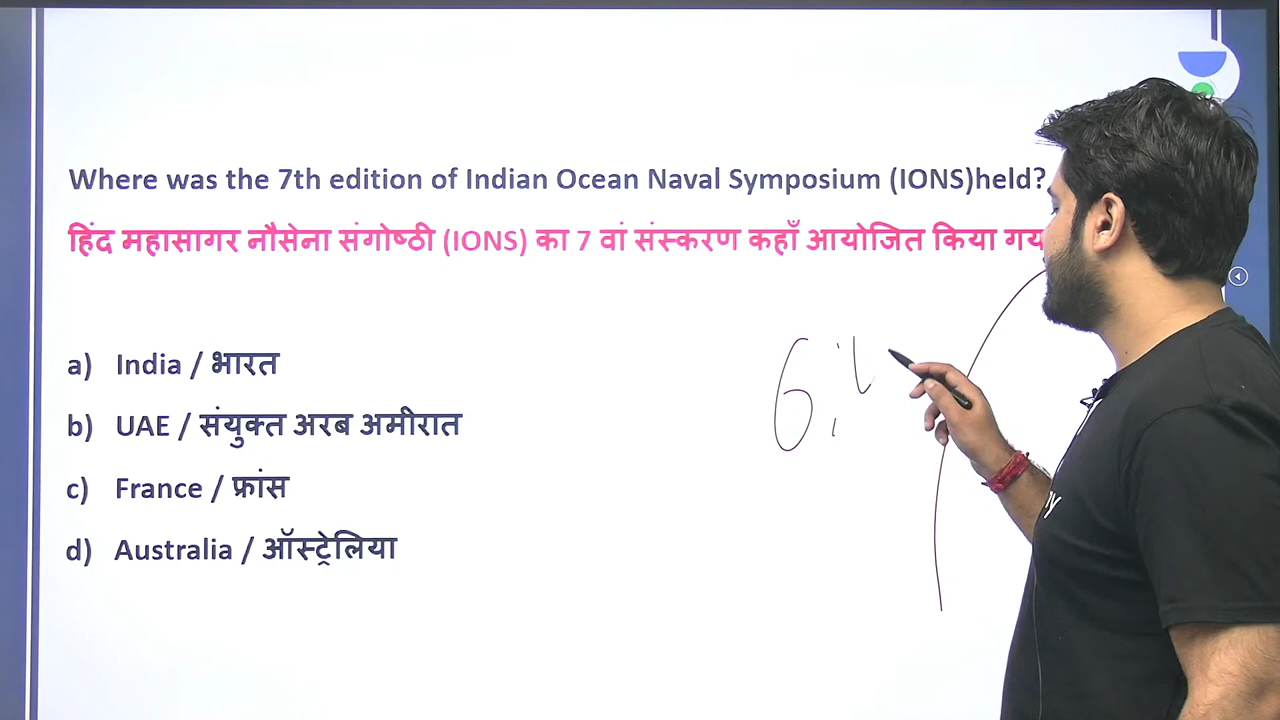 Where was the 7th edition of Indian Ocean Naval Symposium (IONS)held?
हिंद महासागर नौसेना संगोष्ठी (IONS) का 7 वां संस्करण कहाँ आयोजित किया
a) India / भारत
b) UAE / संयुक्त अरब अमीरात
c) France / फ्रांस
d) Australia / ऑस्ट्रेलिया